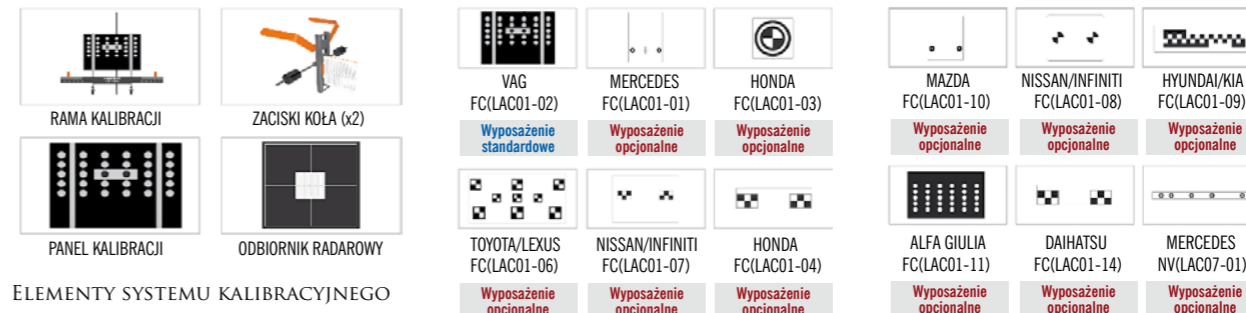 RAMA KALIBRACJI
ZACISKI KOŁA (x2)
PANEL KALIBRACJI
ODBIORNIK RADAROWY
ELEMENTY SYSTEMU KALIBRACYJNEGO
VAG
FC(LAC01-02)
Wyposażenie
standardowe
MERCEDES
FC(LAC01-01)
Wyposażenie
opcjonalne
HONDA
FC(LAC01-03)
Wyposażenie
opcjonalne
TOYOTA/LEXUS
FC(LAC01-06)
Wyposażenie
opcjonalne
NISSAN/INFINITI
FC(LAC01-07)
Wyposażenie
opcjonalne
HONDA
FC(LAC01-04)
Wyposażenie
opcjonalne
MAZDA
FC(LAC01-10)
Wyposażenie
opcjonalne
NISSAN/INFINITI
FC(LAC01-08)
Wyposażenie
opcjonalne
HYUNDAI/KIA
FC(LAC01-09)
Wyposażenie
opcjonalne
ALFA GIULIA
FC(LAC01-11)
Wyposażenie
opcjonalne
DAIHATSU
FC(LAC01-14)
Wyposażenie
opcjonalne
MERCEDES
NV(LAC07-01)
Wyposażenie
opcjonalne